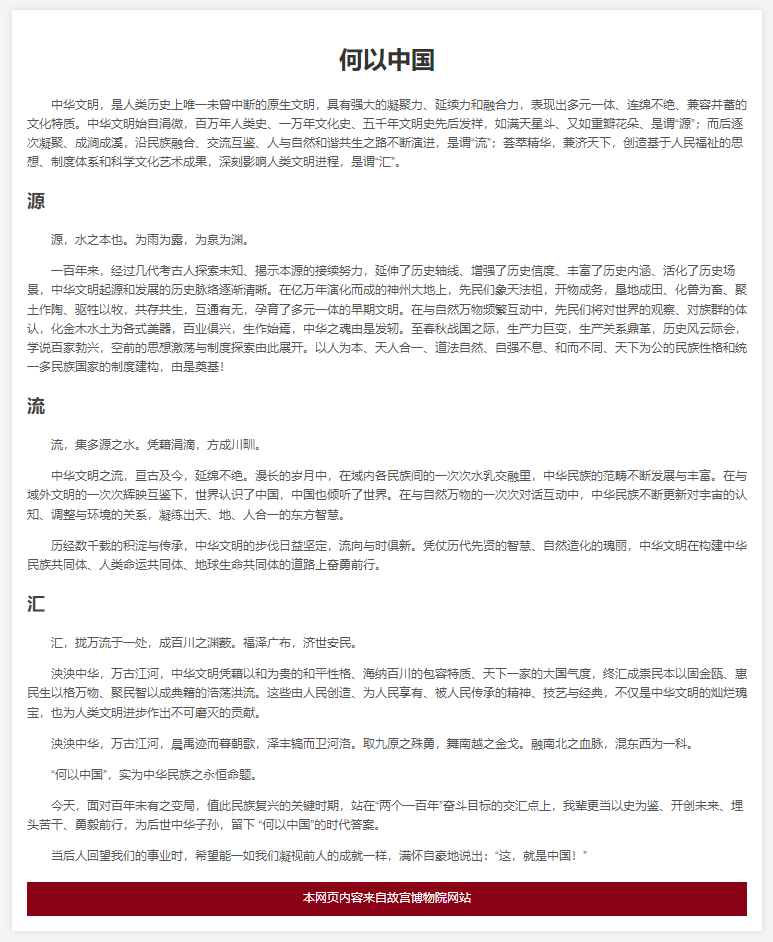 何以中国
中华文明，是人类历史上唯一未曾中断的原生文明，具有强大的凝聚力、延续力和融合力，表现出多元一体、连绵不绝、兼容并蓄的
文化特质。中华文明始自涓微，百万年人类史、一万年文化史、五千年文明史先后发祥，如满天星斗、又如重瓣花朵、是谓“源”；而后逐
次凝聚、成涧成溪，沿民族融合、交流互鉴、人与自然和谐共生之路不断演进，是谓“流”；荟萃精华，兼济天下，创造基于人民福祉的思
想、制度体系和科学文化艺术成果，深刻影响人类文明进程，是谓“汇”。
源
源，水之本也。为雨为露，为泉为渊。
一百年来，经过几代考古人探索未知、揭示本源的接续努力，延伸了历史轴线、增强了历史信度、丰富了历史内涵、活化了历史场
景，中华文明起源和发展的历史脉络逐渐清晰。在亿万年演化而成的神州大地上，先民们象天法祖，开物成务，垦地成田、化兽为畜、聚
土作陶、驱牲以牧，共存共生，互通有无，孕育了多元一体的早期文明。在与自然万物频繁互动中，先民们将对世界的观察、对族群的体
认，化金木水土为各式美器，百业俱兴，生作始焉，中华之魂由是发轫。至春秋战国之际，生产力巨变，生产关系鼎革，历史风云际会，
学说百家勃兴，空前的思想激荡与制度探索由此展开。以人为本、天人合一、道法自然、自强不息、和而不同、天下为公的民族性格和统
一多民族国家的制度建构，由是奠基！
流
流，集多源之水。凭藉涓滴，方成川甽。
中华文明之流，亘古及今，延绵不绝。漫长的岁月中，在域内各民族间的一次次水乳交融里，中华民族的范畴不断发展与丰富。在与
域外文明的一次次辉映互鉴下，世界认识了中国，中国也倾听了世界。在与自然万物的一次次对话互动中，中华民族不断更新对宇宙的认
知、调整与环境的关系，凝练出天、地、人合一的东方智慧。
历经数千载的积淀与传承，中华文明的步伐日益坚定，流向与时俱新。凭仗历代先贤的智慧、自然造化的瑰丽，中华文明在构建中华
民族共同体、人类命运共同体、地球生命共同体的道路上奋勇前行。
汇
汇，拢万流于一处，成百川之渊薮。福泽广布，济世安民。
泱泱中华，万古江河，中华文明凭藉以和为贵的和平性格、海纳百川的包容特质、天下一家的大国气度，终汇成崇民本以固金瓯、惠
民生以格万物、聚民智以成典籍的浩荡洪流。这些由人民创造、为人民享有、被人民传承的精神、技艺与经典，不仅是中华文明的灿烂瑰
宝，也为人类文明进步作出不可磨灭的贡献。
泱泱中华，万古江河，晨禹迹而暮朝歌，泽丰镐而卫河洛。取九原之殊勇，舞南越之金戈。融南北之血脉，混东西为一科。
“何以中国”，实为中华民族之永恒命题。
今天，面对百年未有之变局，值此民族复兴的关键时期，站在“两个一百年”奋斗目标的交汇点上，我辈更当以史为鉴、开创未来、埋
头苦干、勇毅前行，为后世中华子孙，留下 “何以中国”的时代答案。
当后人回望我们的事业时，希望能一如我们凝视前人的成就一样，满怀自豪地说出：“这，就是中国！”
本网页内容来自故宫博物院网站